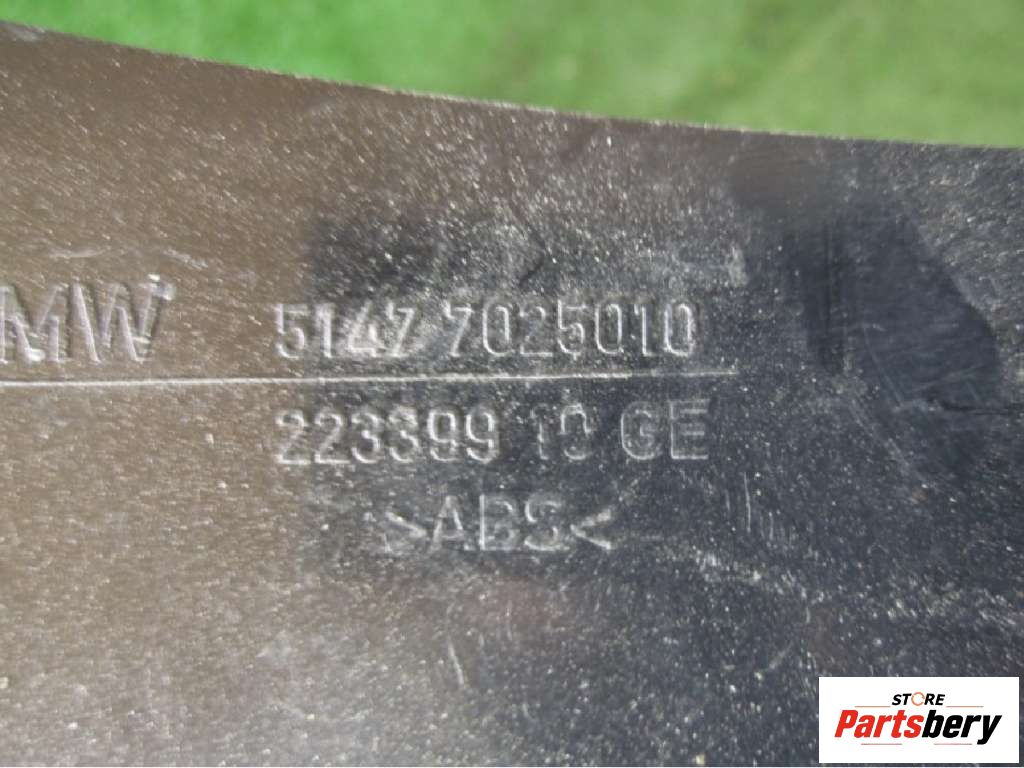 MW 5147 7025010
223399 10 GE
>ABS<
STORE
Partsbery